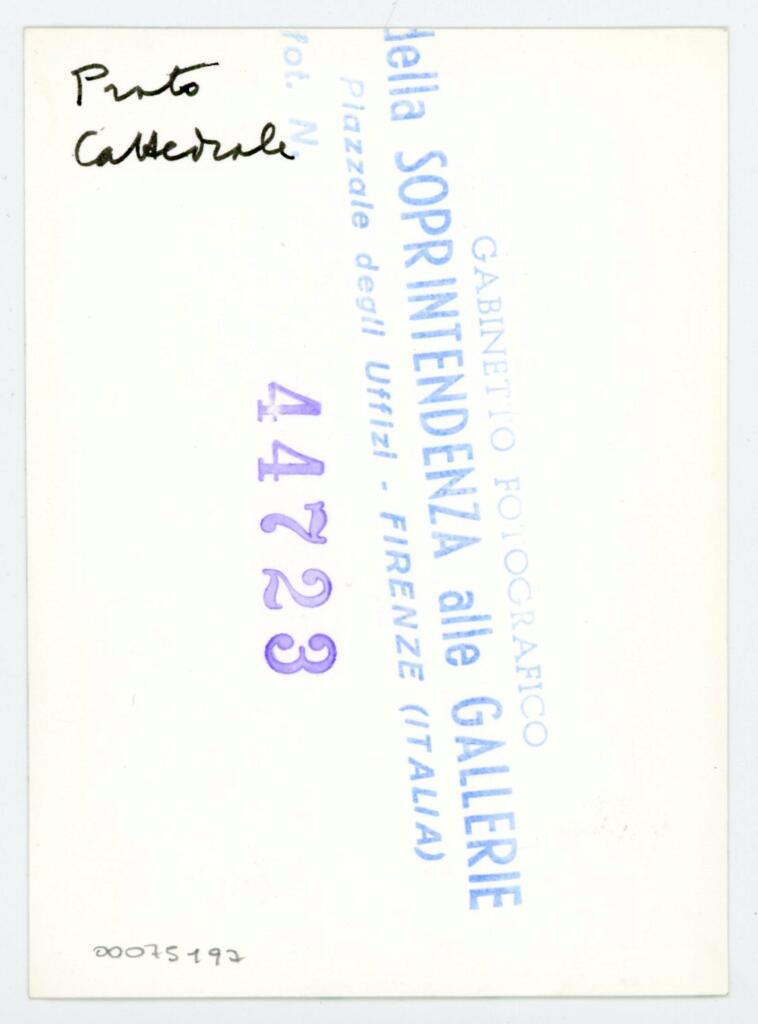 Prato
Cattedrale
GABINETTO FOTOGRAFICO
della SOPRINTENDENZA alle GALLERIE
Piazzale degli Uffizi - FIRENZE (ITALIA)
fot. N.
44723
00075197